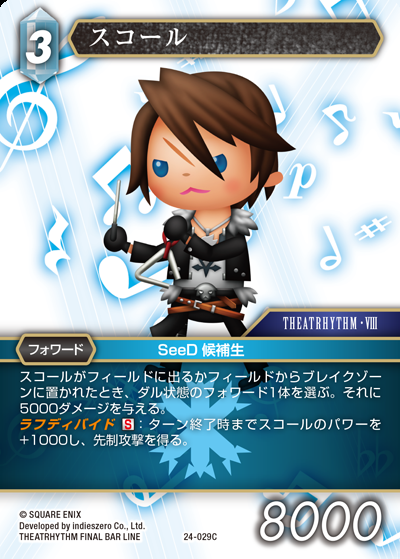 3
スコール
p
THEATRHYTHM・VIII
フォワード
SeeD 候補生
スコールがフィールドに出るかフィールドからブレイクゾー
ンに置かれたとき、ダル状態のフォワード1体を選ぶ。それに
5000ダメージを与える。
ラフディバイド S：ターン終了時までスコールのパワーを
+1000し、先制攻撃を得る。
© SQUARE ENIX
Developed by indieszero Co., Ltd.
THEATRHYTHM FINAL BAR LINE
24-029C
8000